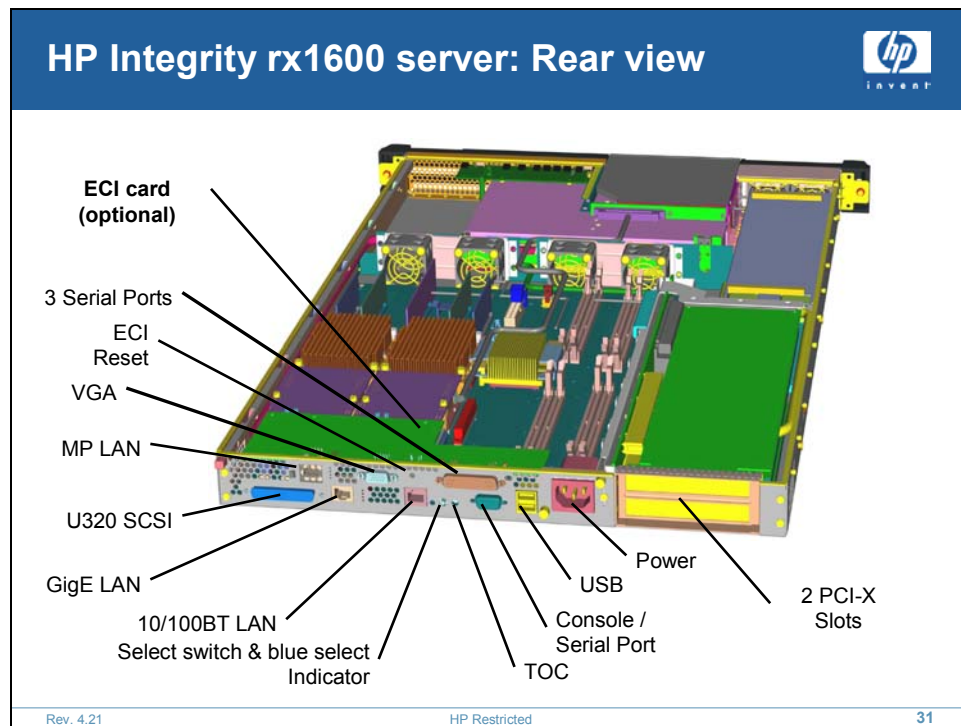 HP Integrity rx1600 server: Rear view
hp
invent
ECI card
(optional)
3 Serial Ports
ECI
Reset
VGA
MP LAN
U320 SCSI
GigE LAN
10/100BT LAN
Select switch & blue select
Indicator
TOC
Console /
Serial Port
USB
Power
2 PCI-X
Slots
Rev. 4.21
HP Restricted
31